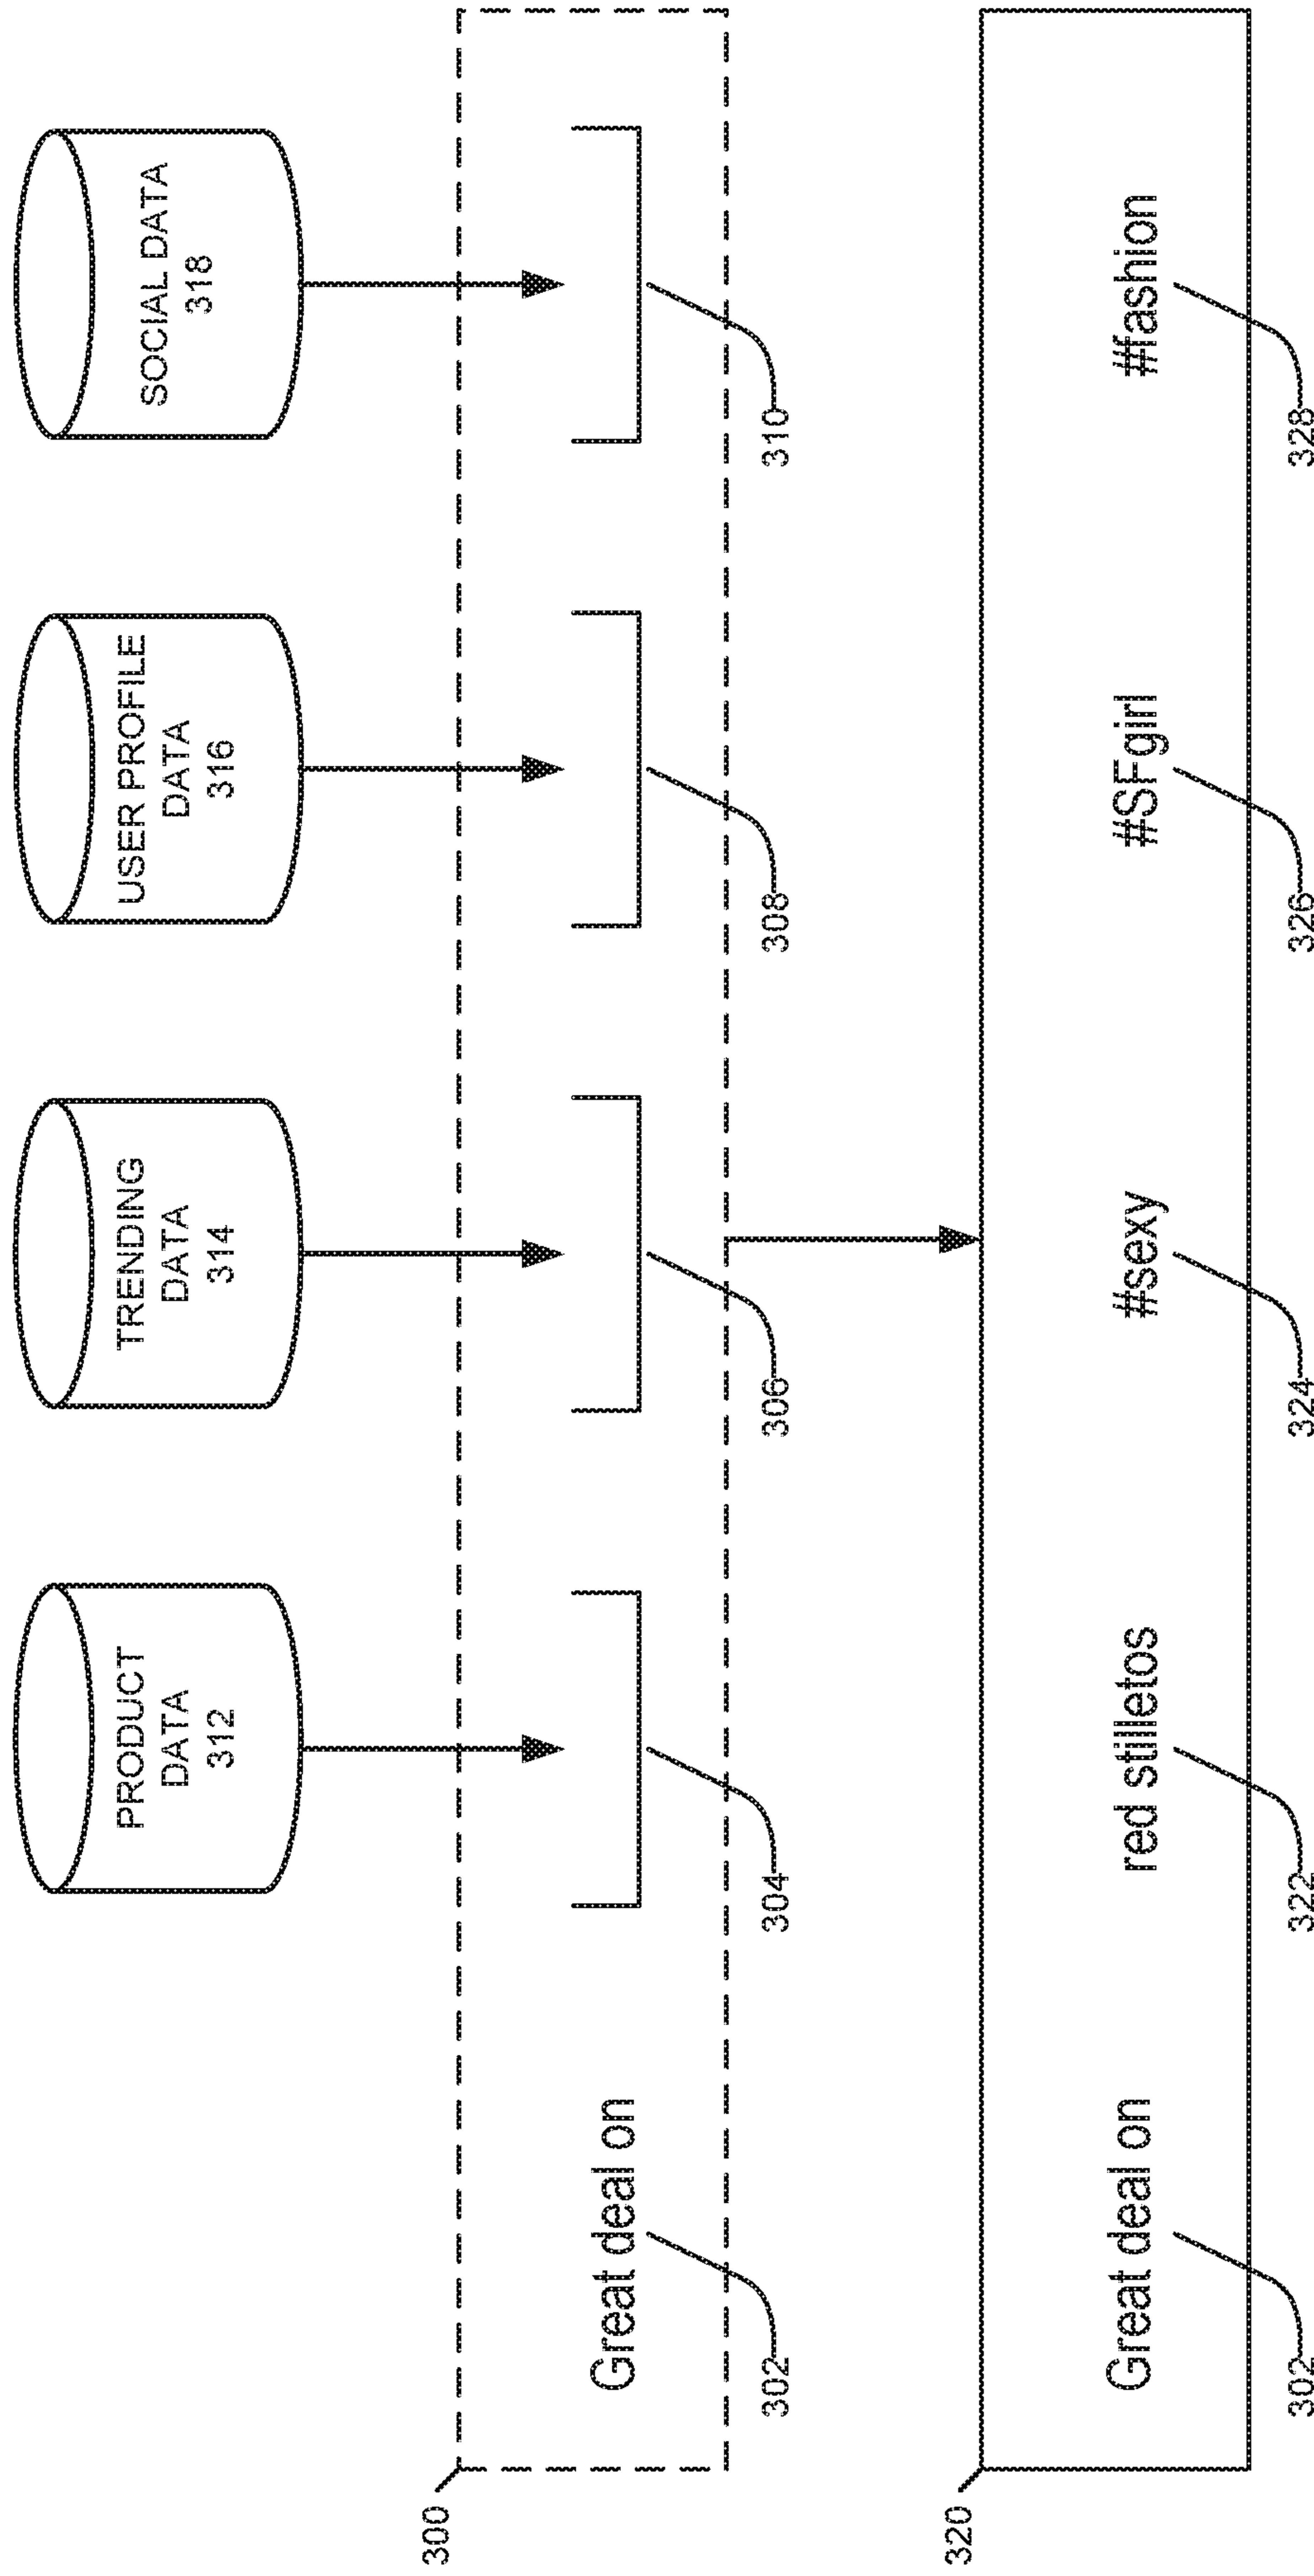 PRODUCT
DATA
312
TRENDING
DATA
314
USER PROFILE
DATA
316
SOCIAL DATA
318
300
Great deal on
302
304
306
308
310
320
Great deal on red stilletos #sexy #SFgirl #fashion
302
322
324
326
328